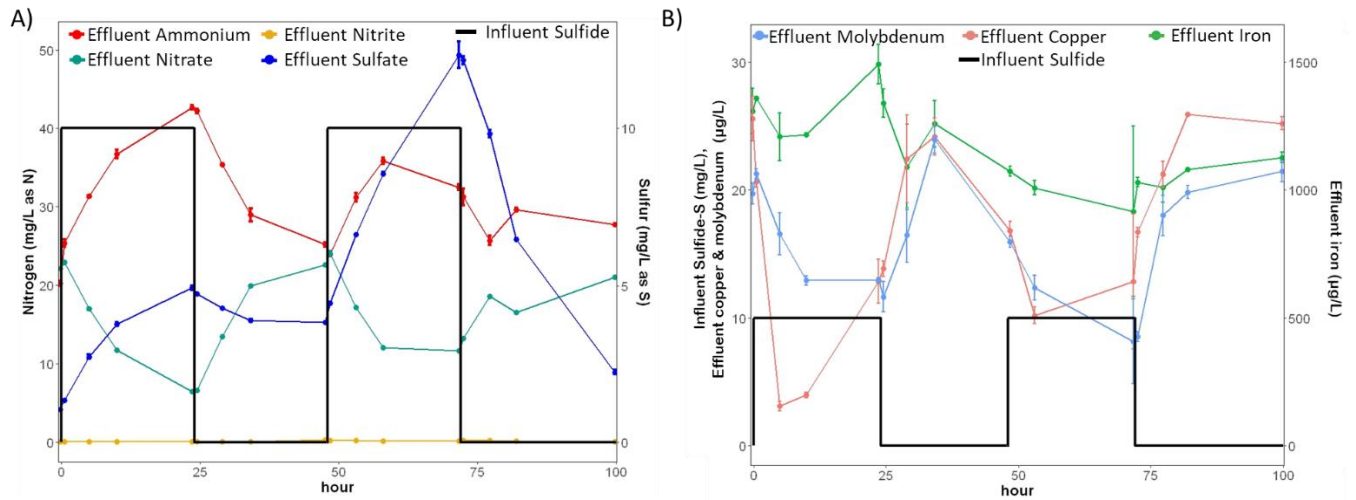 A)
Effluent Ammonium Effluent Nitrite Influent Sulfide
Effluent Nitrate Effluent Sulfate
Nitrogen (mg/L as N)
50
40
30
20
10
0
Sulfur (mg/L as S)
10
5
0
0 25 50 75 100
hour
B)
Effluent Molybdenum Effluent Copper Effluent Iron
Influent Sulfide
Influent Sulfide-S (mg/L),
Effluent copper & molybdenum (µg/L)
30
20
10
0
Effluent iron (µg/L)
1500
1000
500
0
0 25 50 75 100
hour